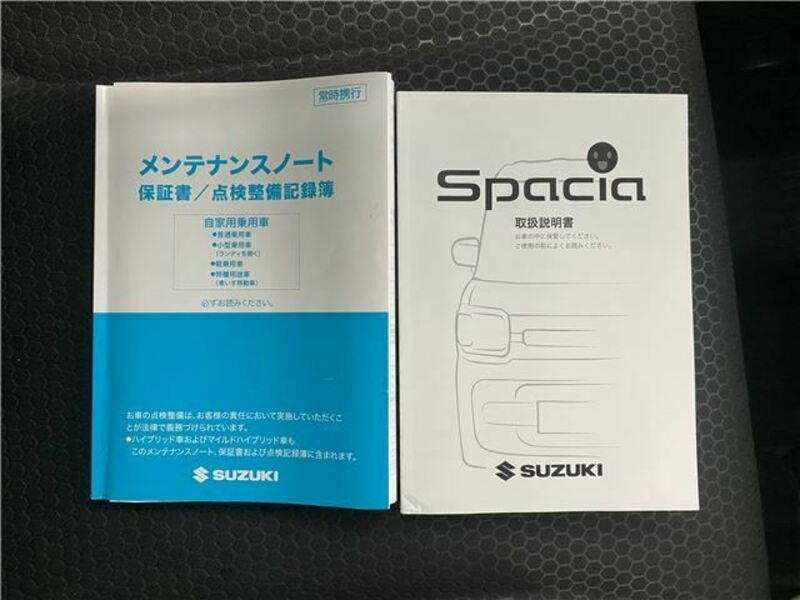 常時携行
メンテナンスノート
保証書／点検整備記録簿
自家用乗用車
●普通乗用車
●小型乗用車
（ランディを除く）
●軽乗用車
●特種用途車
（車いす移動車）
必ずお読みください。
お車の点検整備は、お客様の責任において実施していただくこ
とが法律で義務づけられています。
●ハイブリッド車およびマイルドハイブリッド車も
このメンテナンスノート、保証書および点検記録簿に含まれます。
SUZUKI
Spacia
取扱説明書
お車の中に保管してください。
ご使用の前によくお読みください。
SUZUKI